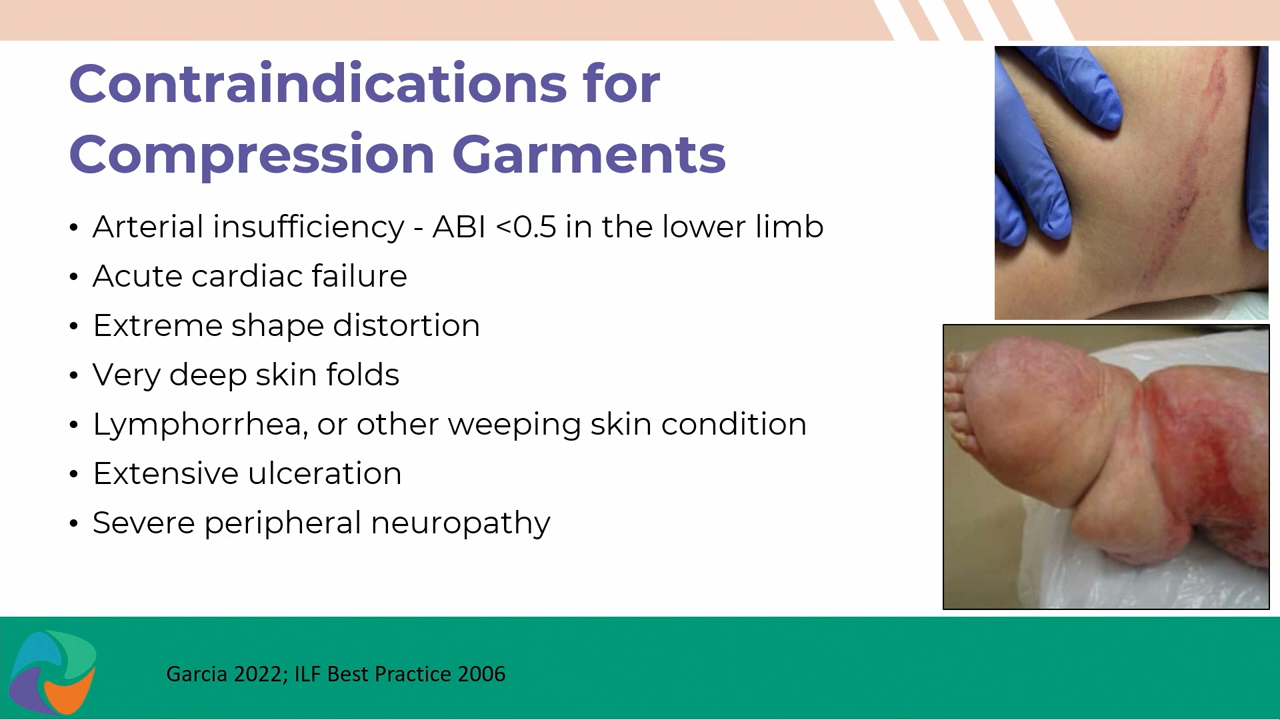 Contraindications for
Compression Garments
• Arterial insufficiency - ABI <0.5 in the lower limb
• Acute cardiac failure
• Extreme shape distortion
• Very deep skin folds
• Lymphorrhea, or other weeping skin condition
• Extensive ulceration
• Severe peripheral neuropathy
Garcia 2022; ILF Best Practice 2006